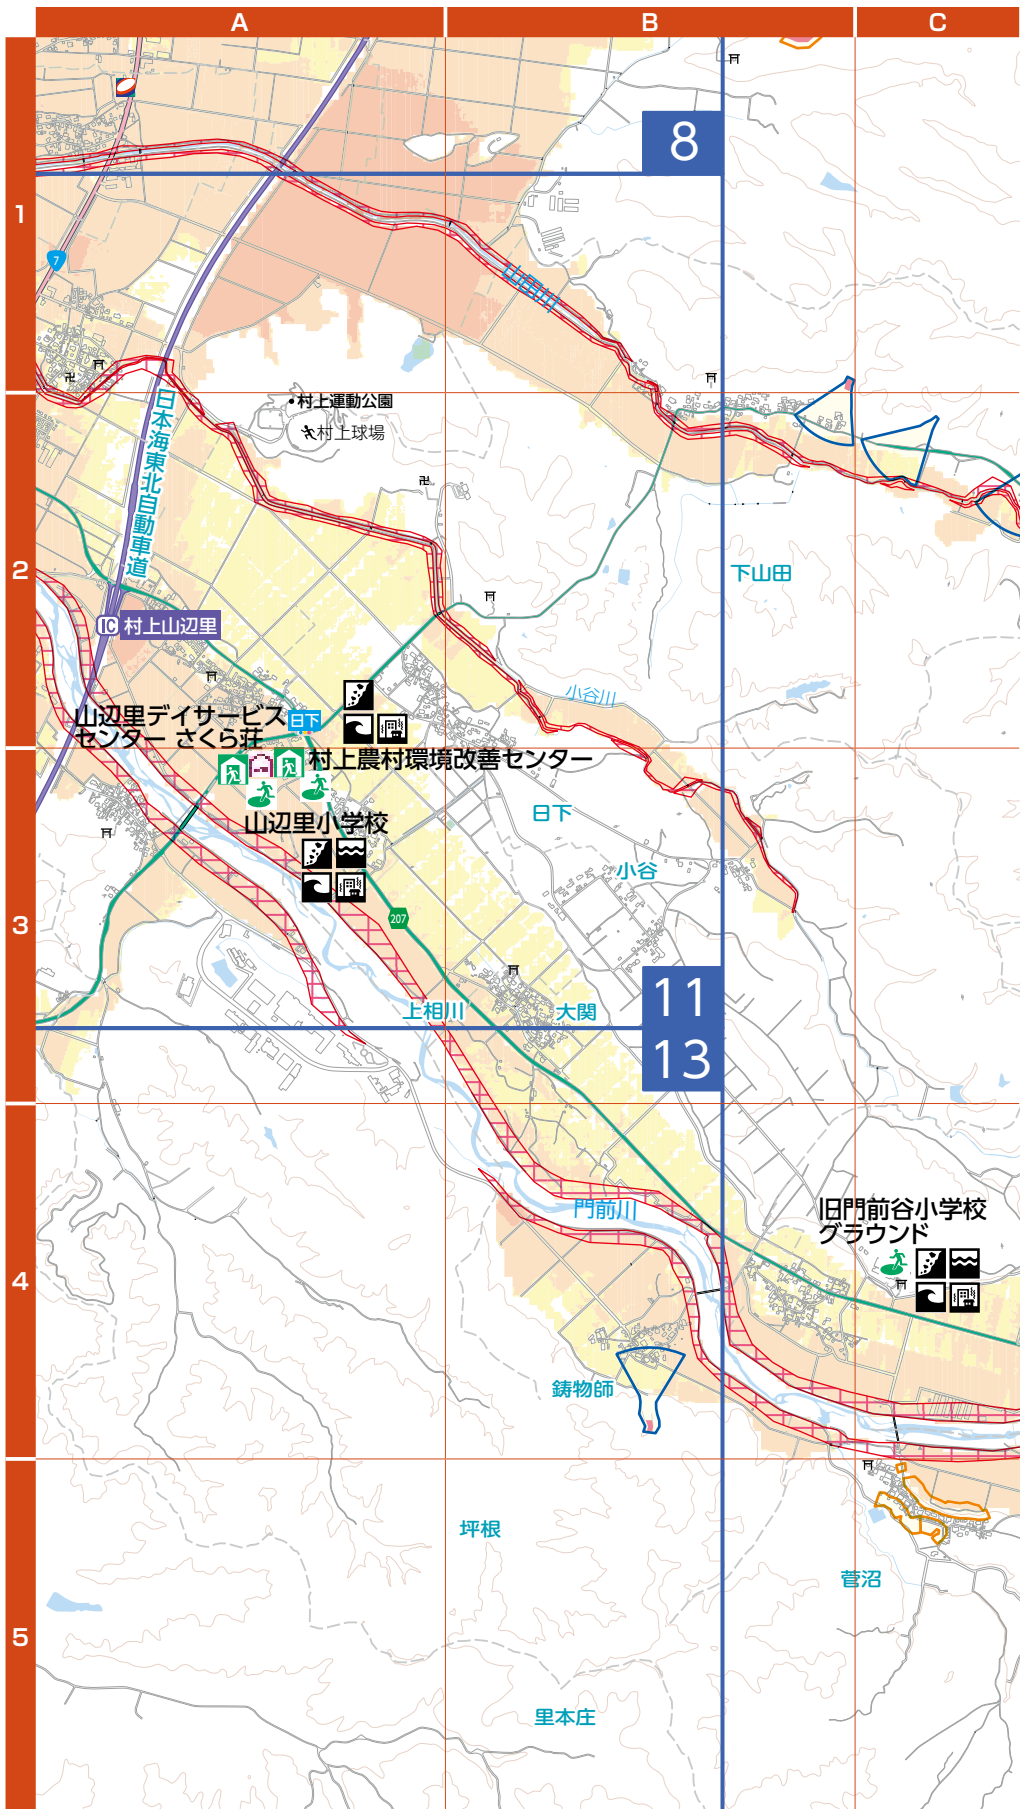 A
B
C
1
2
3
4
5
8
7
村上運動公園
村上球場
日本海東北自動車道
下山田
IC 村上山辺里
小谷川
山辺里デイサービス
センター さくら荘
日下
村上農村環境改善センター
山辺里小学校
日下
小谷
207
上相川
大関
11
13
門前川
旧門前谷小学校
グラウンド
鋳物師
坪根
菅沼
里本庄